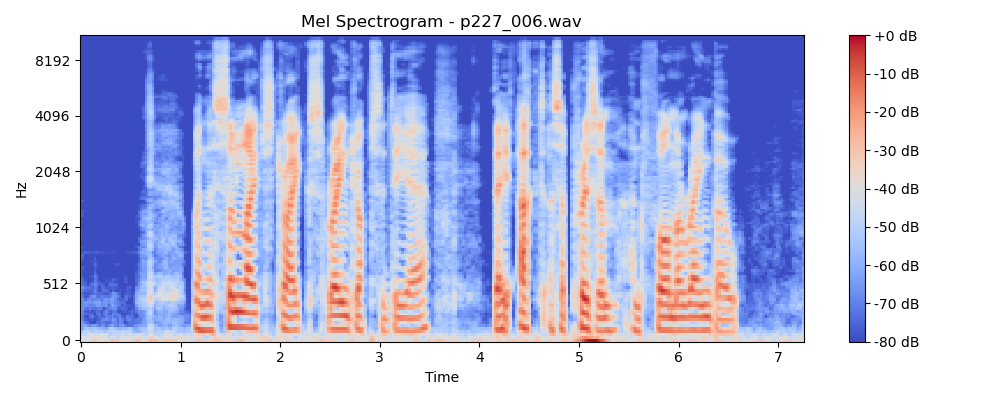 Mel Spectrogram - p227_006.wav
8192
4096
2048
1024
512
0
Hz
0 1 2 3 4 5 6 7
Time
+0 dB
-10 dB
-20 dB
-30 dB
-40 dB
-50 dB
-60 dB
-70 dB
-80 dB